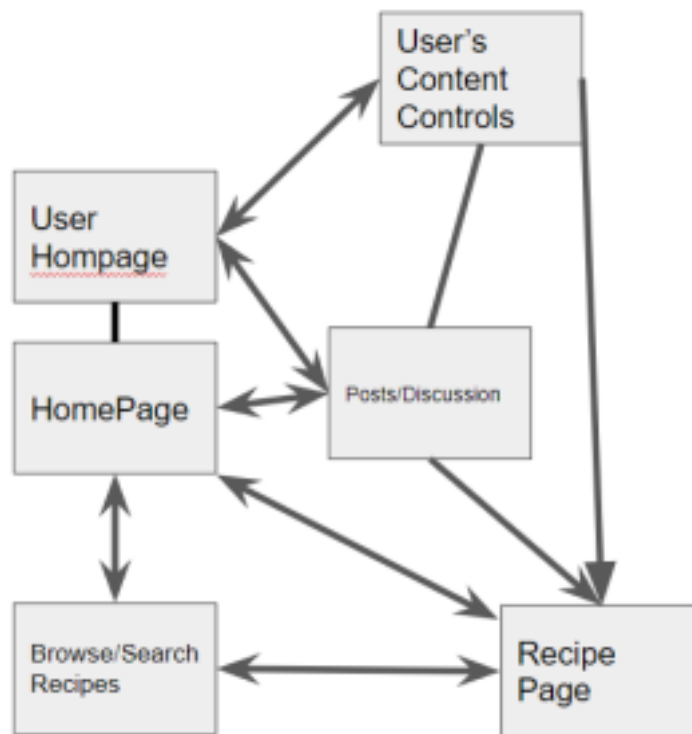 User's
Content
Controls
User
Hompage
HomePage
Posts/Discussion
Browse/Search
Recipes
Recipe
Page